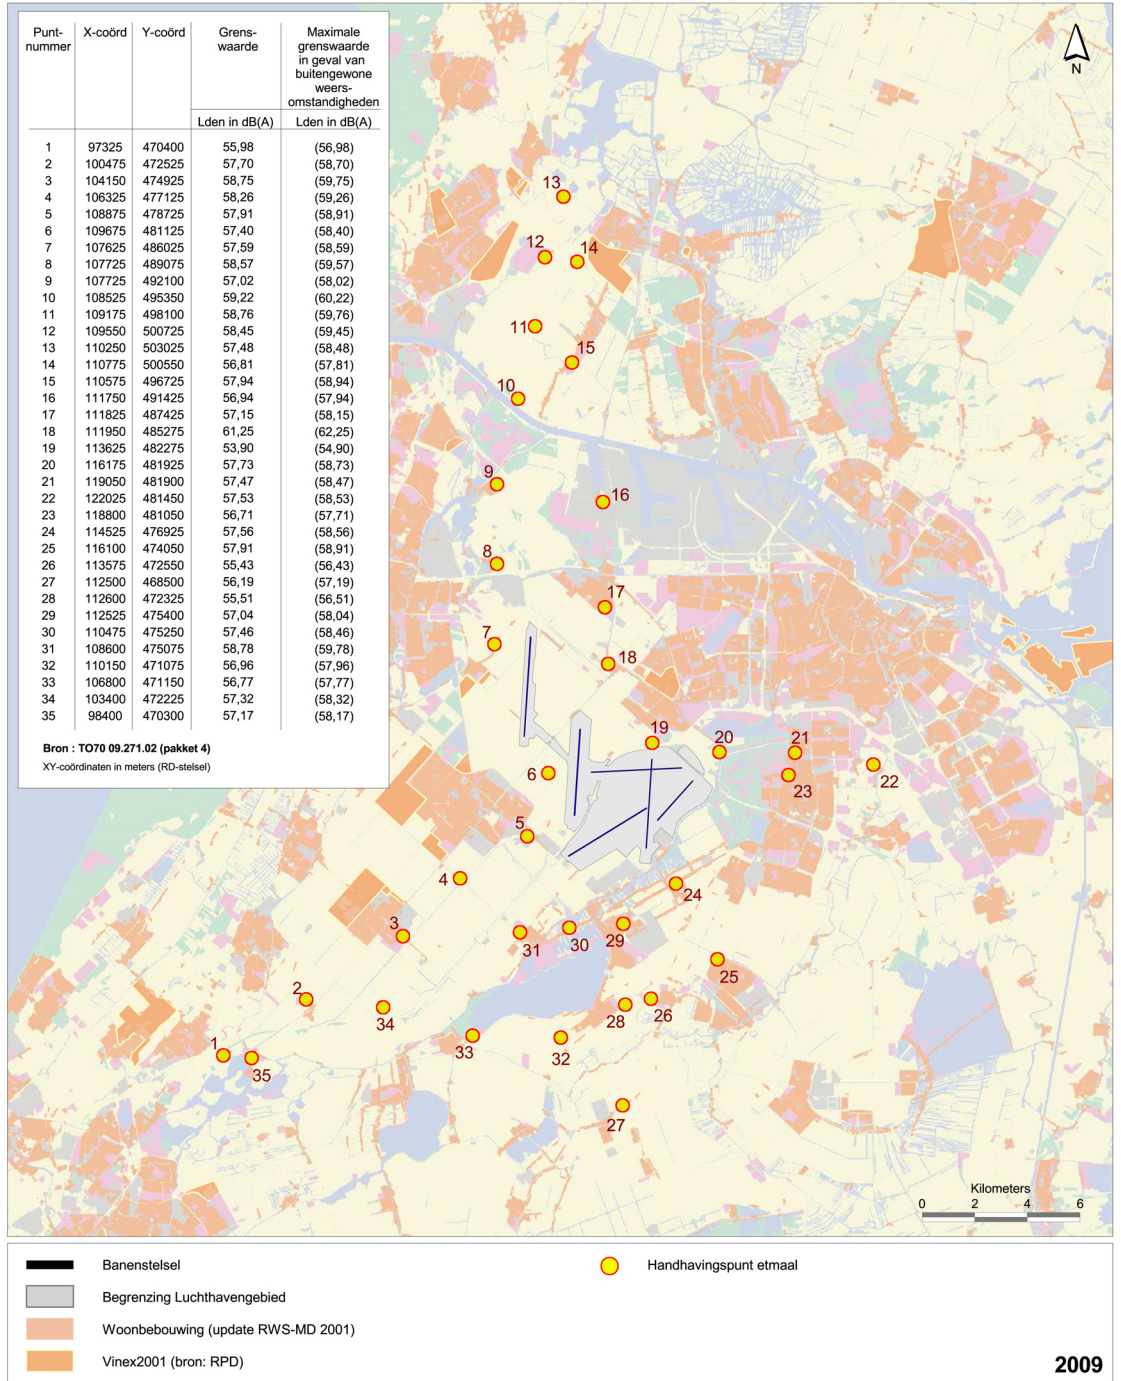 Punt- X-coörd Y-coörd Grens- Maximale
nummer waarde grenswaarde
in geval van
buitengewone
weers-
omstandigheden
Lden in dB(A) Lden in dB(A)
1 97325 470400 55,98 (56,98)
2 100475 472525 57,70 (58,70)
3 104150 474925 58,75 (59,75)
4 106325 477125 58,26 (59,26)
5 108875 478725 57,91 (58,91)
6 109675 481125 57,40 (58,40)
7 107625 486025 57,59 (58,59)
8 107725 489075 58,57 (59,57)
9 107725 492100 57,02 (58,02)
10 108525 495350 59,22 (60,22)
11 109175 498100 58,76 (59,76)
12 109550 500725 58,45 (59,45)
13 110250 503025 57,48 (58,48)
14 110775 500550 56,81 (57,81)
15 110575 496725 57,94 (58,94)
16 111750 491425 56,94 (57,94)
17 111825 487425 57,15 (58,15)
18 111950 485275 61,25 (62,25)
19 113625 482275 53,90 (54,90)
20 116175 481925 57,73 (58,73)
21 119050 481900 57,47 (58,47)
22 122025 481450 57,53 (58,53)
23 118800 481050 56,71 (57,71)
24 114525 476925 57,56 (58,56)
25 116100 474050 57,91 (58,91)
26 113575 472550 55,43 (56,43)
27 112500 468500 56,19 (57,19)
28 112600 472325 55,51 (56,51)
29 112525 475400 57,04 (58,04)
30 110475 475250 57,46 (58,46)
31 108600 475075 58,78 (59,78)
32 110150 471075 56,96 (57,96)
33 106800 471150 56,77 (57,77)
34 103400 472225 57,32 (58,32)
35 98400 470300 57,17 (58,17)
Bron : TO70 09.271.02 (pakket 4)
XY-coördinaten in meters (RD-stelsel)
N
13
12
14
11
15
10
9
16
8
17
7
18
19
20
21
6
22
23
5
4
24
3
31
30
29
25
2
34
28
26
1
33
32
35
27
Kilometers
0 2 4 6
Banenstelsel
Handhavingspunt etmaal
Begrenzing Luchthavengebied
Woonbebouwing (update RWS-MD 2001)
Vinex2001 (bron: RPD)
2009